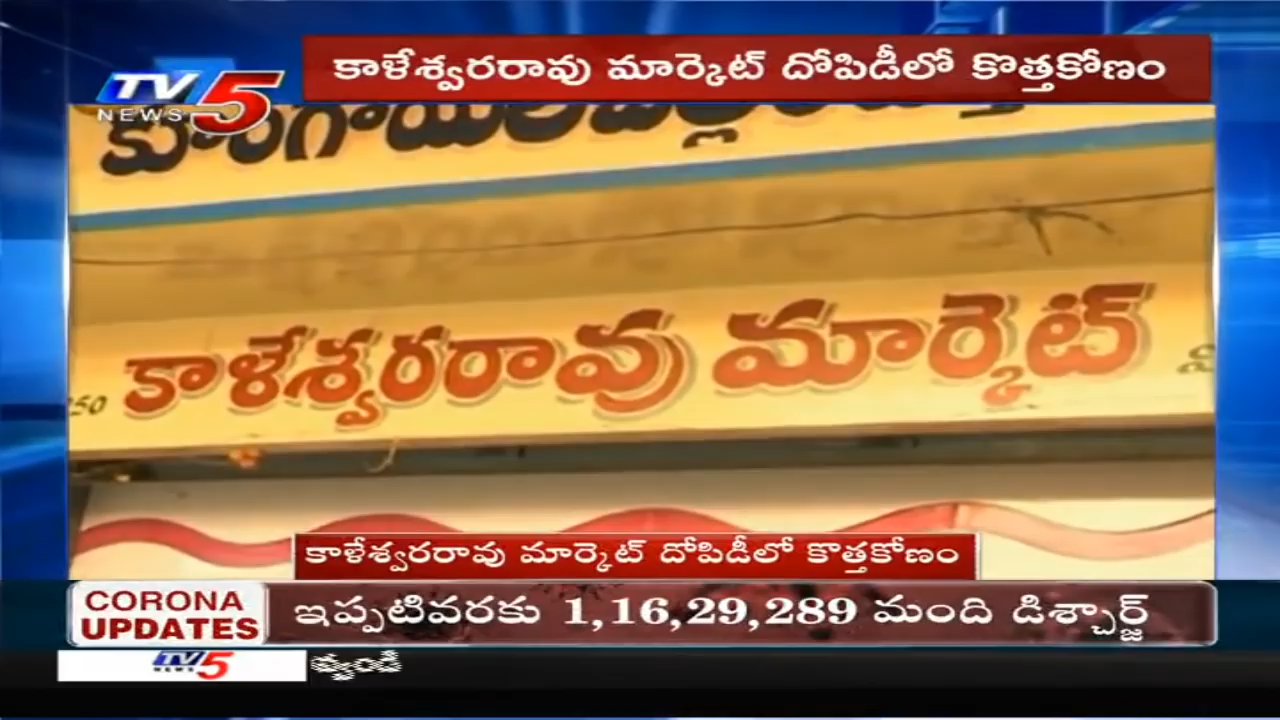 కాళేశ్వరరావు మార్కెట్ దోపిడీలో కొత్తకోణం
TV5
NEWS
కాళేశ్వరరావు మార్కెట్
కాళేశ్వరరావు మార్కెట్ దోపిడీలో కొత్తకోణం
CORONA
UPDATES
ఇప్పటివరకు 1,16,29,289 మంది డిశ్చార్జ్
TV5
NEWS